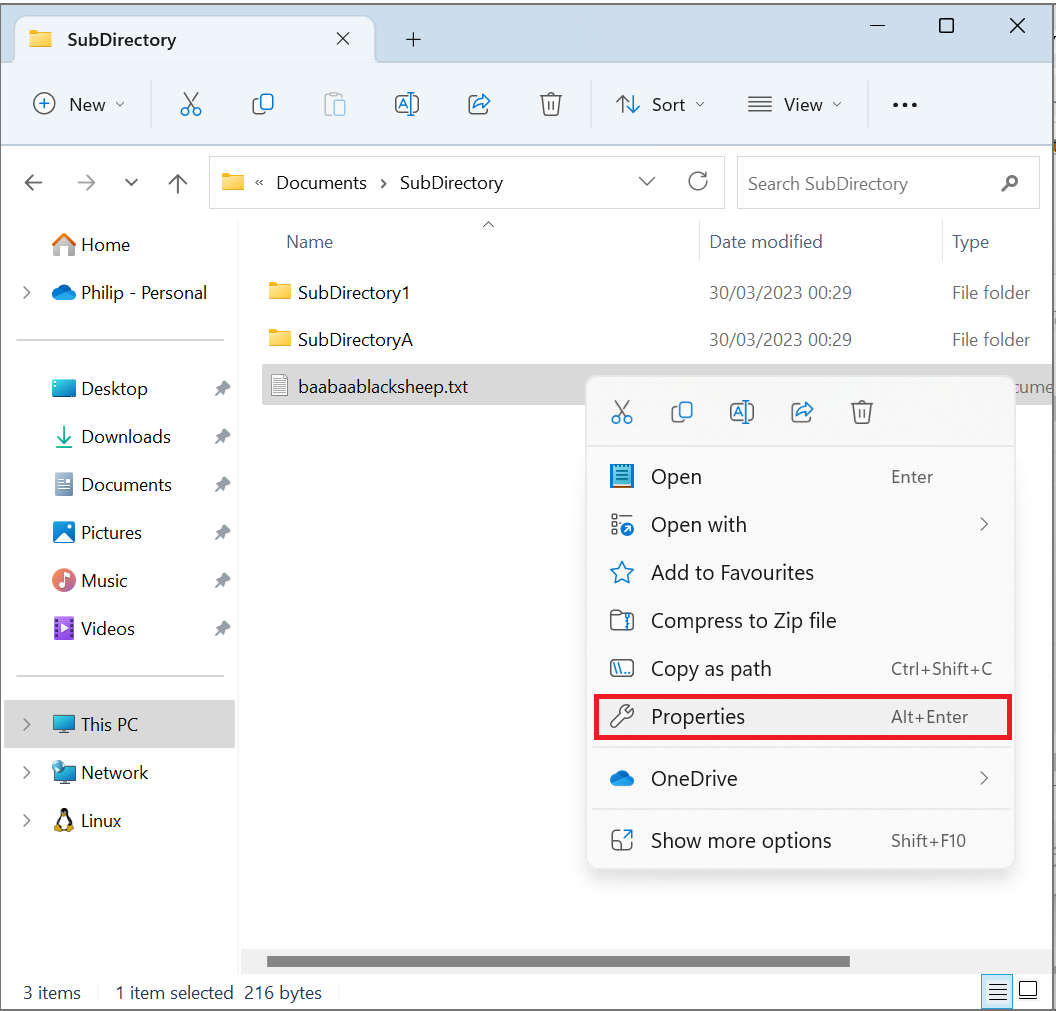 SubDirectory
New
Sort
View
« Documents > SubDirectory
Search SubDirectory
Home
Philip - Personal
Desktop
Downloads
Documents
Pictures
Music
Videos
This PC
Network
Linux
Name Date modified Type
SubDirectory1 30/03/2023 00:29 File folder
SubDirectoryA 30/03/2023 00:29 File folder
baabaablacksheep.txt
Open Enter
Open with
Add to Favourites
Compress to Zip file
Copy as path Ctrl+Shift+C
Properties Alt+Enter
OneDrive
Show more options Shift+F10
3 items 1 item selected 216 bytes